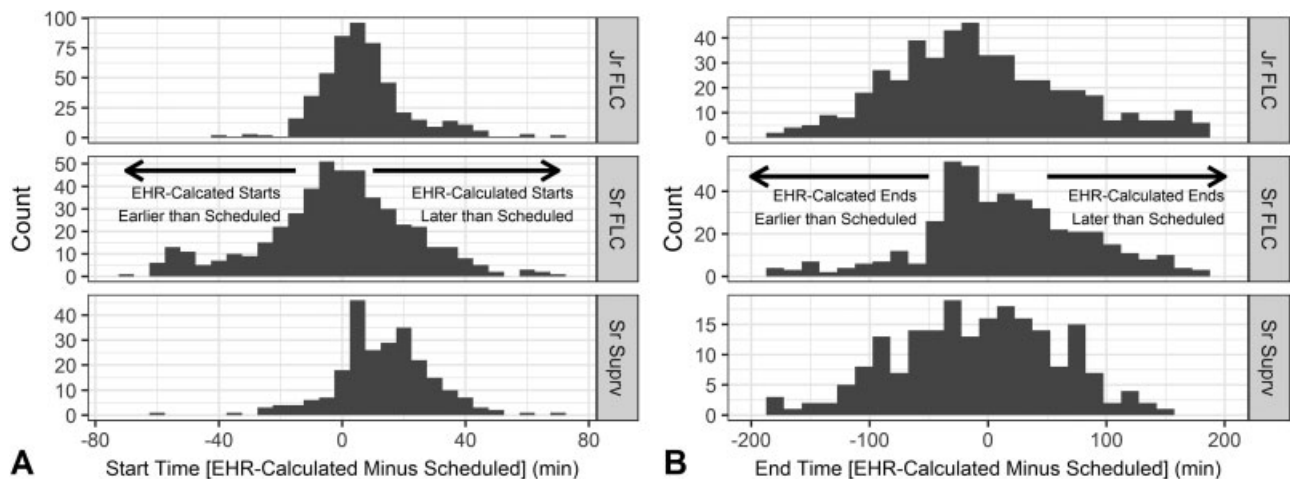 100
75
50
25
0
Jr FLC
50
40
30
20
10
0
EHR-Calcated Starts
Earlier than Scheduled
EHR-Calculated Starts
Later than Scheduled
Sr FLC
Count
40
30
20
10
0
Sr Suprv
-80
-40
0
40
80
A
Start Time [EHR-Calculated Minus Scheduled] (min)
40
30
20
10
0
Jr FLC
40
20
0
EHR-Calcated Ends
Earlier than Scheduled
EHR-Calculated Ends
Later than Scheduled
Sr FLC
Count
15
10
5
0
Sr Suprv
-200
-100
0
100
200
B
End Time [EHR-Calculated Minus Scheduled] (min)